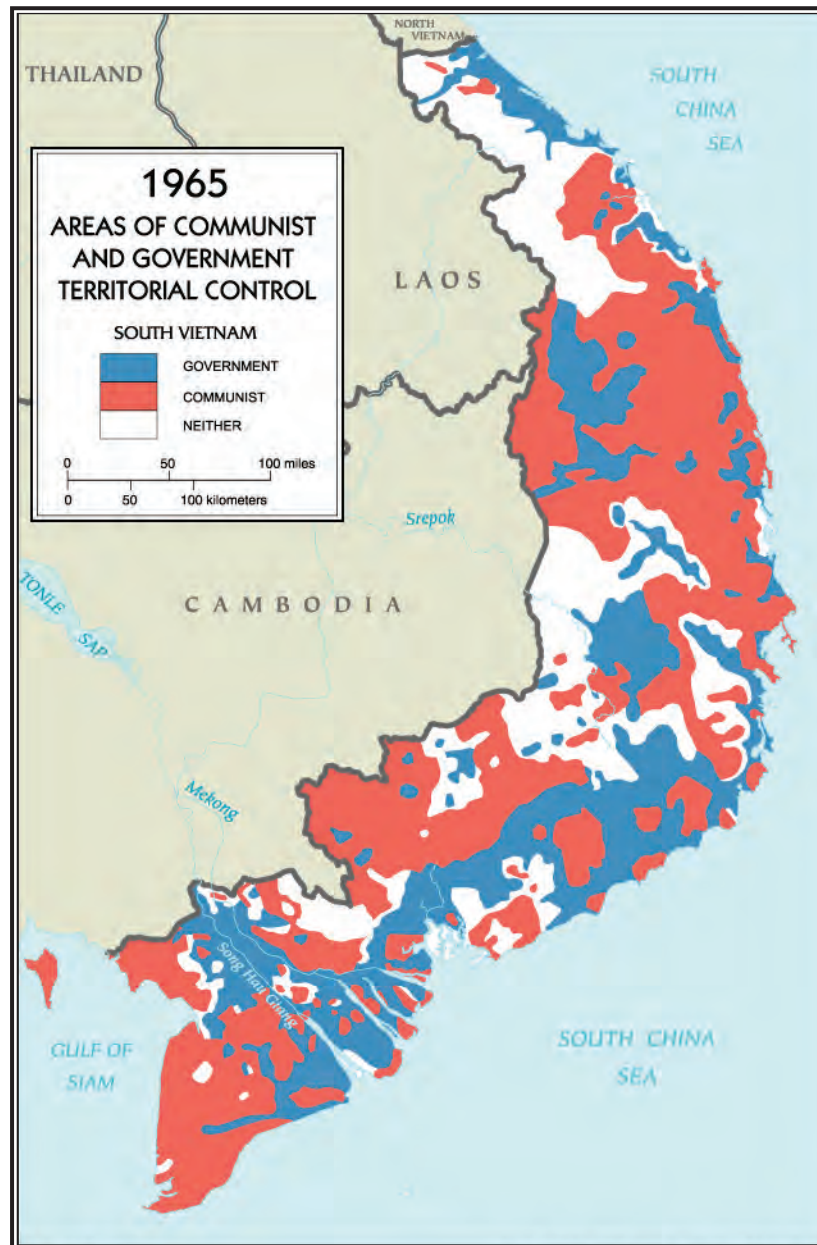 NORTH
VIETNAM
THAILAND
SOUTH
CHINA
SEA
1965
AREAS OF COMMUNIST
AND GOVERNMENT
TERRITORIAL CONTROL
SOUTH VIETNAM
GOVERNMENT
COMMUNIST
NEITHER
0 50 100 miles
0 50 100 kilometers
LAOS
Srepok
CAMBODIA
TONLE
SAP
Mekong
Song Hau Giang
GULF OF
SIAM
SOUTH CHINA
SEA